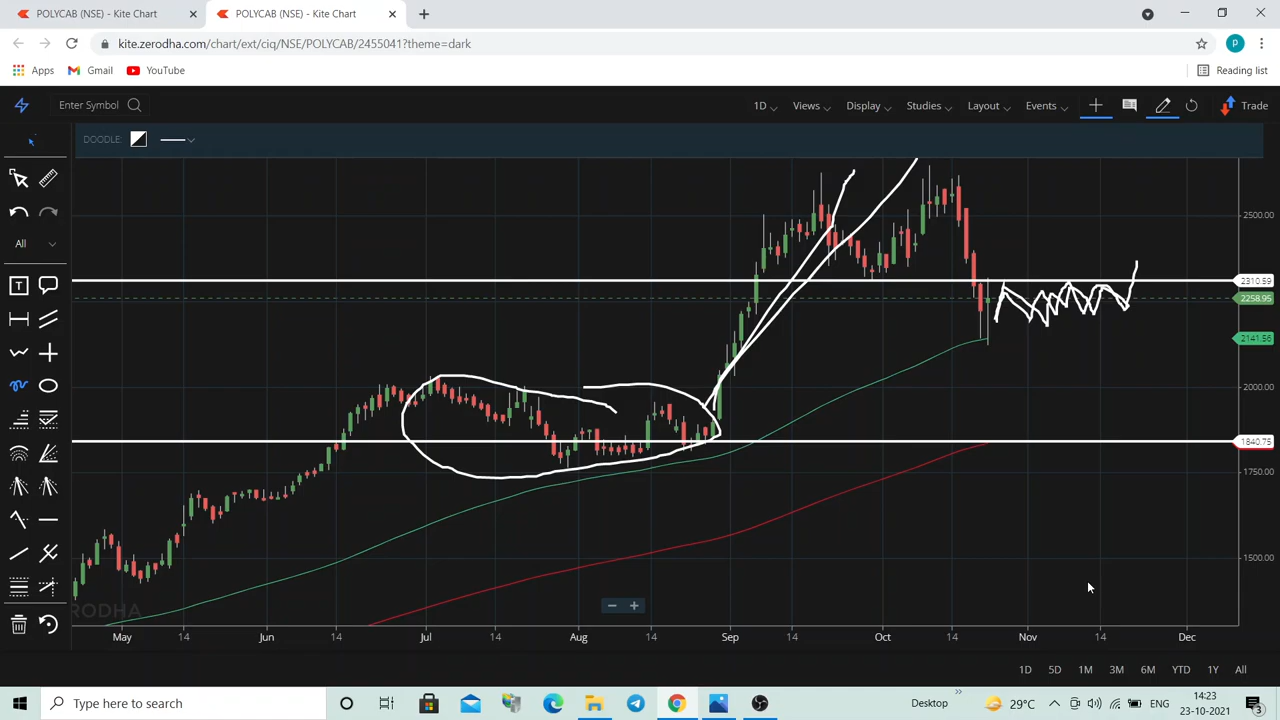 POLYCAB (NSE) - Kite Chart
POLYCAB (NSE) - Kite Chart
kite.zerodha.com/chart/ext/ciq/NSE/POLYCAB/2455041?theme=dark
P
Apps
Gmail
YouTube
Reading list
Enter Symbol
1D
Views
Display
Studies
Layout
Events
Trade
DOODLE:
All
T
2500.00
2310.59
2258.95
2141.56
2000.00
1840.75
1750.00
1500.00
ERODHA
May
14
Jun
14
Jul
14
Aug
14
Sep
14
Oct
14
Nov
14
Dec
1D
5D
1M
3M
6M
YTD
1Y
All
Type here to search
Desktop
29°C
ENG
14:23
23-10-2021
3